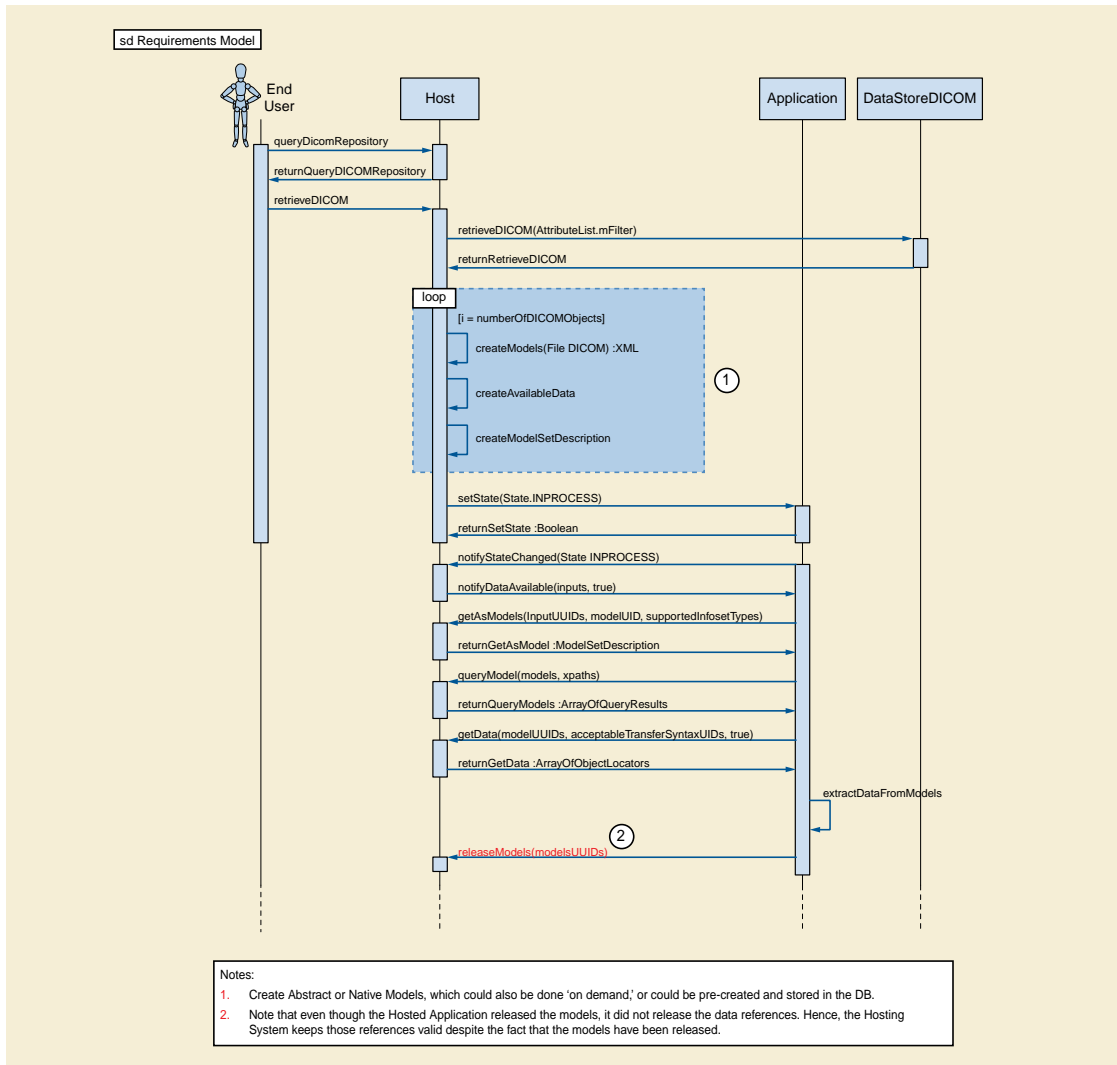 sd Requirements Model
End
User
Host
Application
DataStoreDICOM
queryDicomRepository
returnQueryDICOMRepository
retrieveDICOM
retrieveDICOM(AttributeList.mFilter)
returnRetrieveDICOM
loop
[i = numberOfDICOMObjects]
createModels(File DICOM) :XML
1
createAvailableData
createModelSetDescription
setState(State.INPROCESS)
returnSetState :Boolean
notifyStateChanged(State INPROCESS)
notifyDataAvailable(inputs, true)
getAsModels(InputUUIDs, modelUID, supportedInfosetTypes)
returnGetAsModel :ModelSetDescription
queryModel(models, xpaths)
returnQueryModels :ArrayOfQueryResults
getData(modelUUIDs, acceptableTransferSyntaxUIDs, true)
returnGetData :ArrayOfObjectLocators
extractDataFromModels
2
releaseModels(modelsUUIDs)
Notes:
1. Create Abstract or Native Models, which could also be done ‘on demand,’ or could be pre-created and stored in the DB.
2. Note that even though the Hosted Application released the models, it did not release the data references. Hence, the Hosting
System keeps those references valid despite the fact that the models have been released.